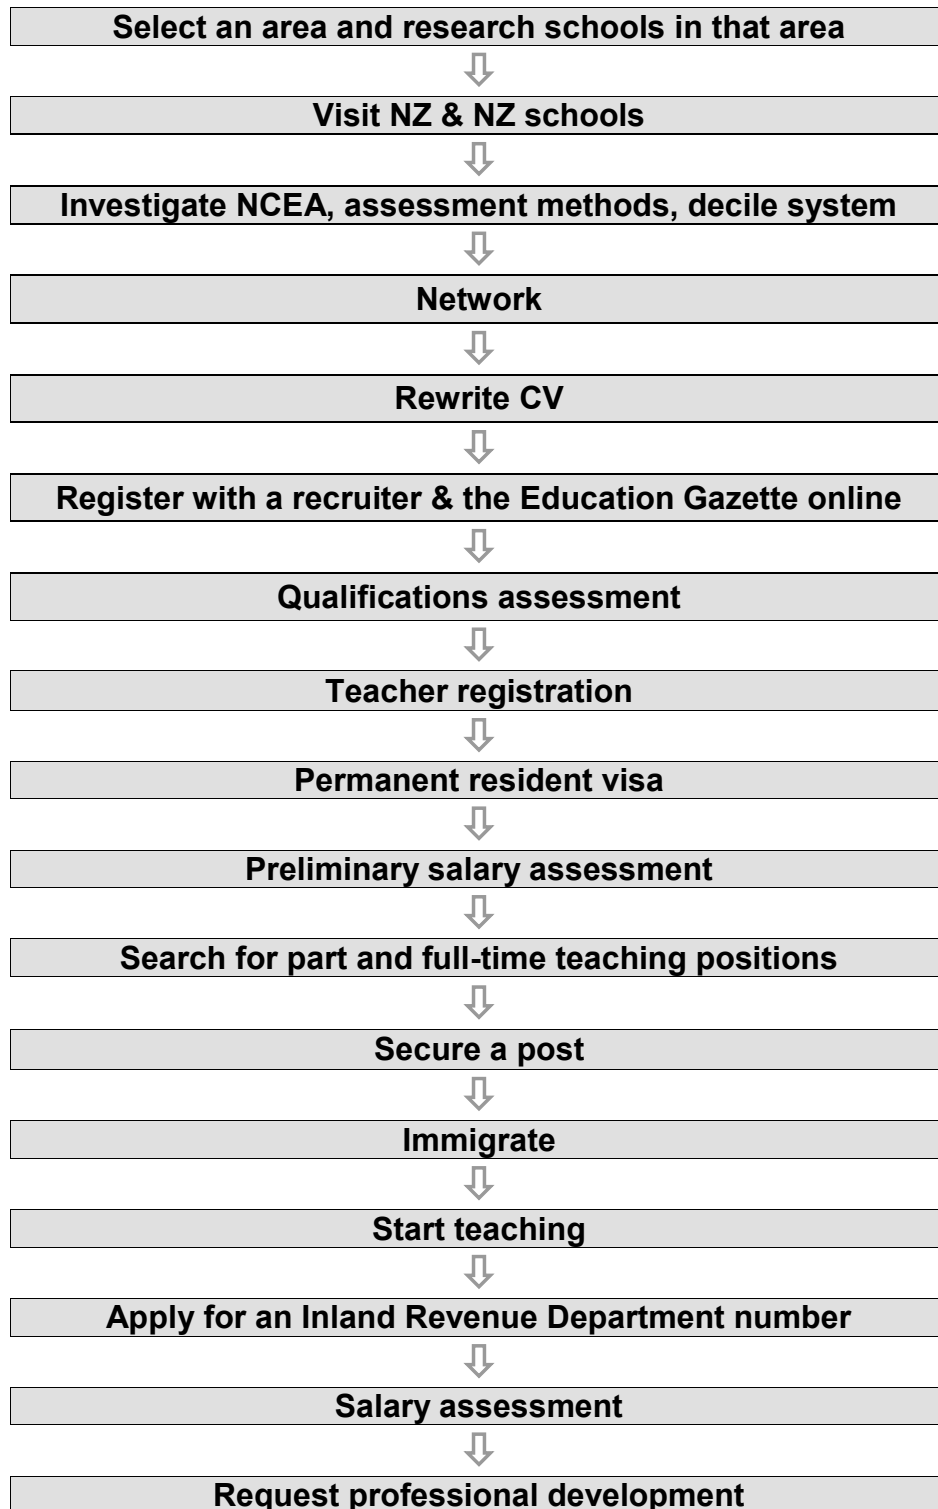 Select an area and research schools in that area
Visit NZ & NZ schools
Investigate NCEA, assessment methods, decile system
Network
Rewrite CV
Register with a recruiter & the Education Gazette online
Qualifications assessment
Teacher registration
Permanent resident visa
Preliminary salary assessment
Search for part and full-time teaching positions
Secure a post
Immigrate
Start teaching
Apply for an Inland Revenue Department number
Salary assessment
Request professional development